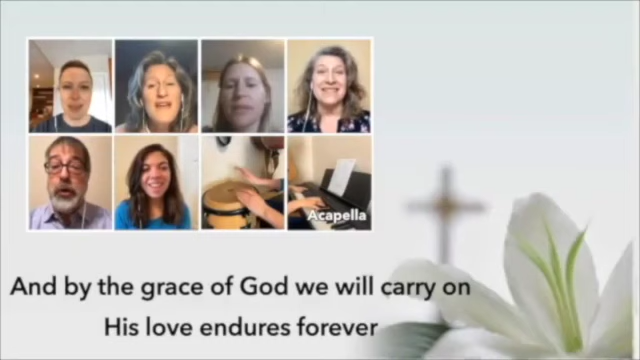 Acapella
And by the grace of God we will carry on
His love endures forever